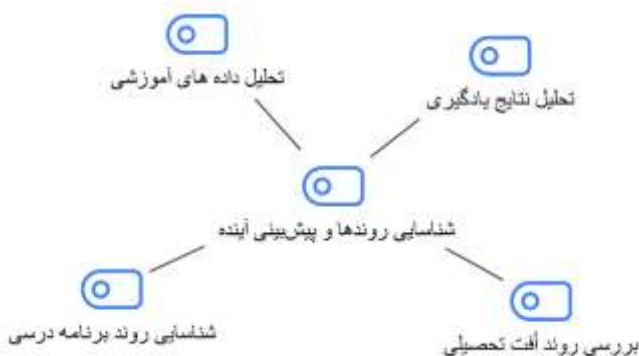 تحلیل داده های آموزشی
تحلیل نتایج یادگیری
شناسایی روندها و پیش‌بینی آینده
شناسایی روند برنامه درسی
بررسی روند اُفت تحصیلی